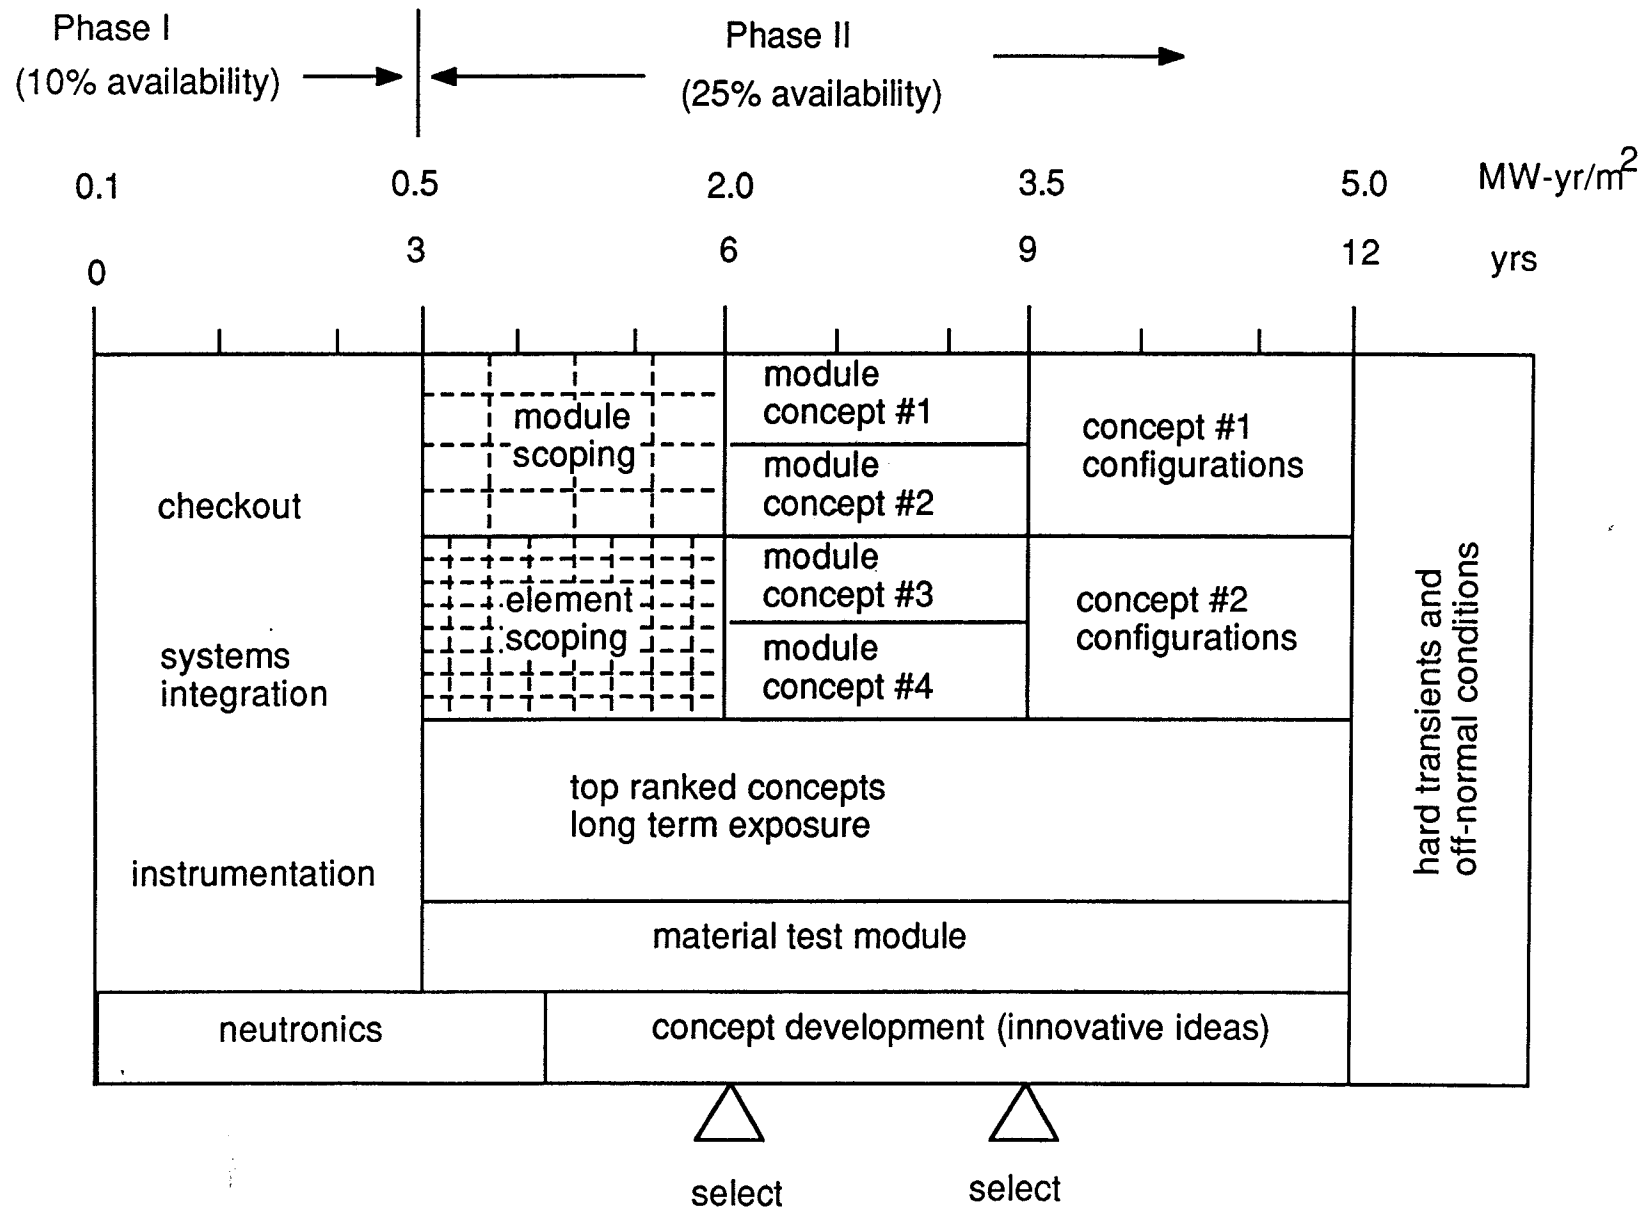 Phase I
(10% availability)
Phase II
(25% availability)
0.1 0.5 2.0 3.5 5.0 MW-yr/m²
0 3 6 9 12 yrs
checkout
systems
integration
instrumentation
module
scoping
element
scoping
module
concept #1
module
concept #2
module
concept #3
module
concept #4
concept #1
configurations
concept #2
configurations
top ranked concepts
long term exposure
material test module
neutronics
concept development (innovative ideas)
hard transients and
off-normal conditions
select
select